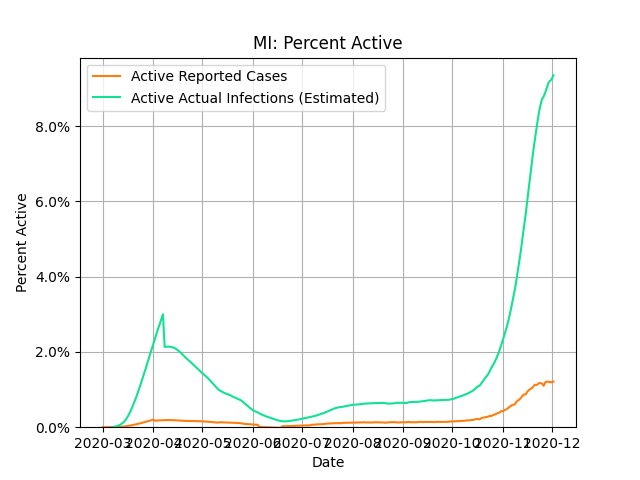 MI: Percent Active
Active Reported Cases
Active Actual Infections (Estimated)
Percent Active
8.0%
6.0%
4.0%
2.0%
0.0%
2020-03 2020-04 2020-05 2020-06 2020-07 2020-08 2020-09 2020-10 2020-11 2020-12
Date